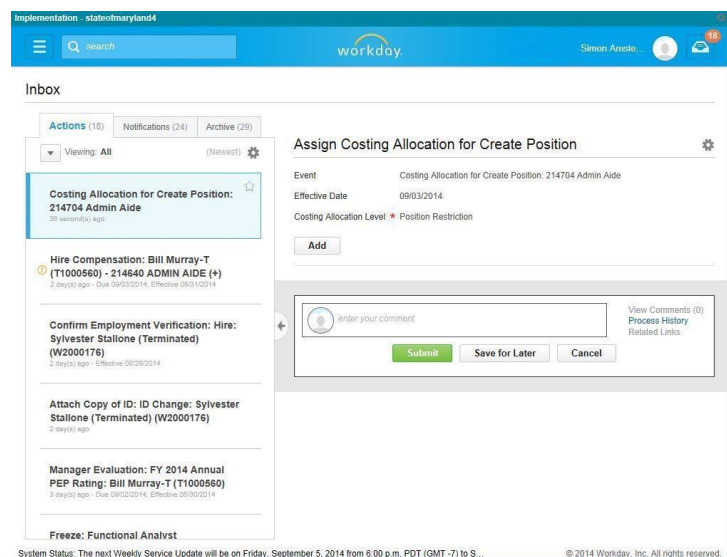 Implementation - stateofmaryland4
search
workday.
Simon Amste...
18
Inbox
Actions (18)
Notifications (24)
Archive (29)
Viewing: All
(Newest)
Costing Allocation for Create Position:
214704 Admin Aide
30 second(s) ago
Hire Compensation: Bill Murray-T
(T1000560) - 214640 ADMIN AIDE (+)
2 day(s) ago - Due 09/03/2014; Effective 08/31/2014
Confirm Employment Verification: Hire:
Sylvester Stallone (Terminated)
(W2000176)
2 day(s) ago - Effective 08/28/2014
Attach Copy of ID: ID Change: Sylvester
Stallone (Terminated) (W2000176)
2 day(s) ago
Manager Evaluation: FY 2014 Annual
PEP Rating: Bill Murray-T (T1000560)
3 day(s) ago - Due 09/02/2014; Effective 06/30/2014
Freeze: Functional Analyst
Assign Costing Allocation for Create Position
Event Costing Allocation for Create Position: 214704 Admin Aide
Effective Date 09/03/2014
Costing Allocation Level * Position Restriction
Add
enter your comment
View Comments (0)
Process History
Related Links
Submit
Save for Later
Cancel
System Status: The next Weekly Service Update will be on Friday, September 5, 2014 from 6:00 p.m. PDT (GMT -7) to S...
© 2014 Workday, Inc. All rights reserved.